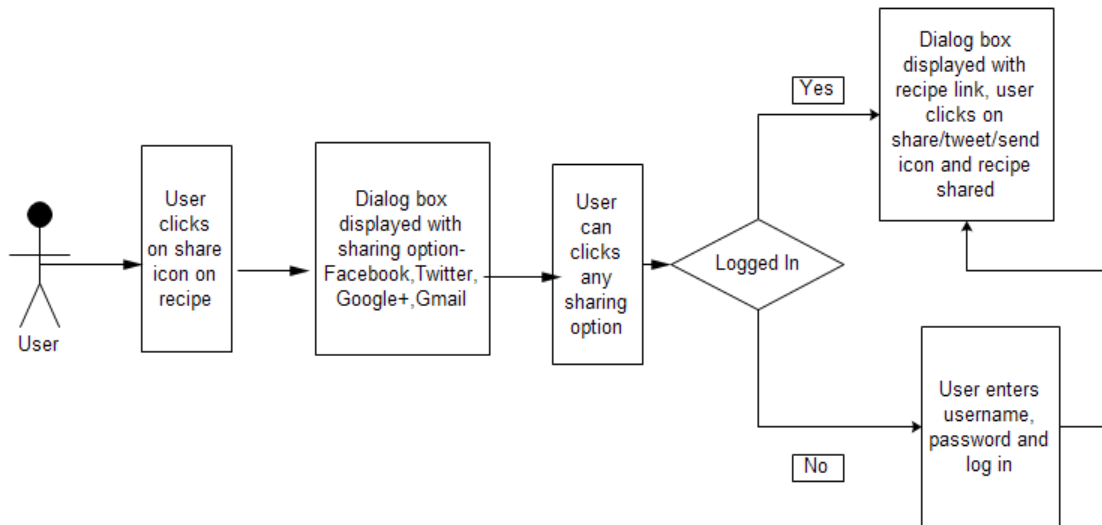 User
User
clicks
on share
icon on
recipe
Dialog box
displayed with
sharing option-
Facebook,Twitter,
Google+,Gmail
User
can
clicks
any
sharing
option
Logged In
Yes
Dialog box
displayed with
recipe link, user
clicks on
share/tweet/send
icon and recipe
shared
No
User enters
username,
password and
log in